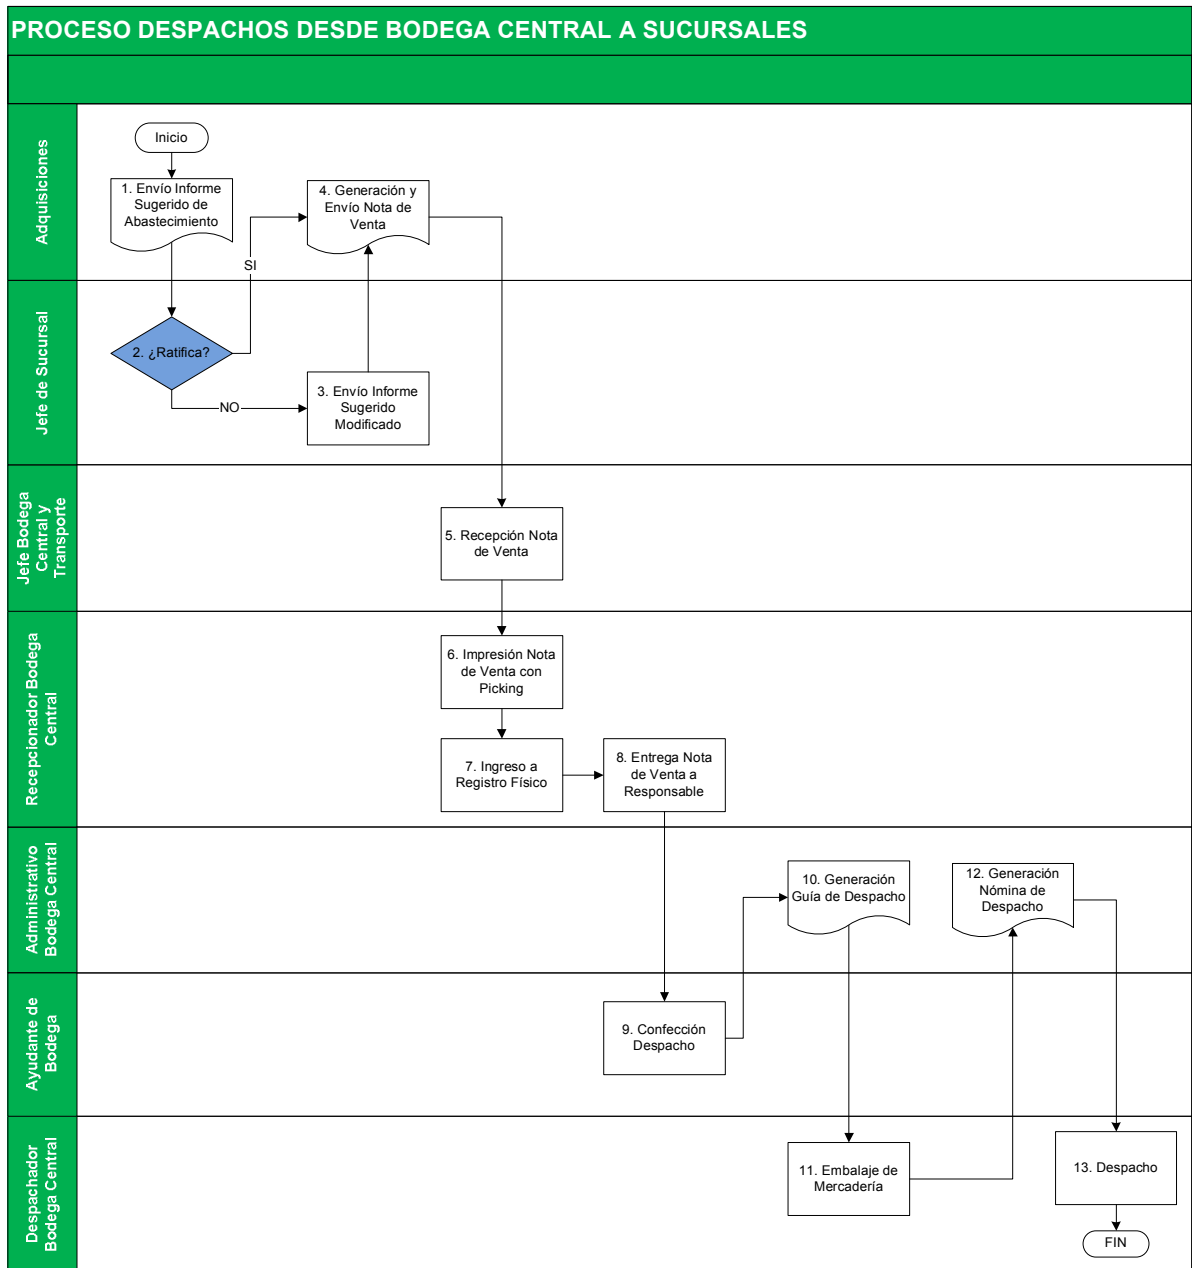 PROCESO DESPACHOS DESDE BODEGA CENTRAL A SUCURSALES
Adquisiciones
Inicio
1. Envío Informe
Sugerido de
Abastecimiento
4. Generación y
Envío Nota de
Venta
SI
Jefe de Sucursal
2. ¿Ratifica?
NO
3. Envío Informe
Sugerido
Modificado
Jefe Bodega
Central y
Transporte
5. Recepción Nota
de Venta
Recepcionador Bodega
Central
6. Impresión Nota
de Venta con
Picking
7. Ingreso a
Registro Físico
8. Entrega Nota
de Venta a
Responsable
Administrativo
Bodega Central
10. Generación
Guía de Despacho
12. Generación
Nómina de
Despacho
Ayudante de
Bodega
9. Confección
Despacho
Despachador
Bodega Central
11. Embalaje de
Mercadería
13. Despacho
FIN